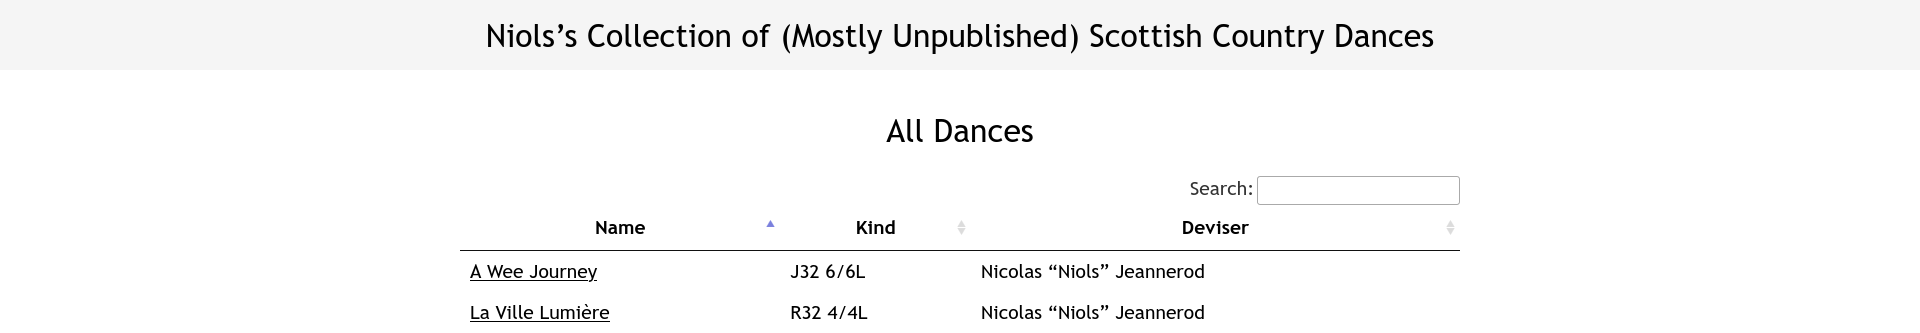 Niols’s Collection of (Mostly Unpublished) Scottish Country Dances
All Dances
Search:
Name Kind Deviser
A Wee Journey J32 6/6L Nicolas “Niols” Jeannerod
La Ville Lumière R32 4/4L Nicolas “Niols” Jeannerod